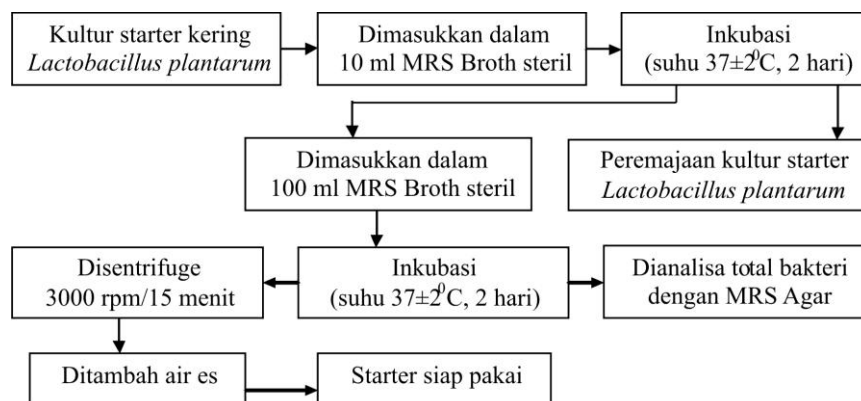 Kultur starter kering
Lactobacillus plantarum
Dimasukkan dalam
10 ml MRS Broth steril
Inkubasi
(suhu 37±2⁰C, 2 hari)
Dimasukkan dalam
100 ml MRS Broth steril
Peremajaan kultur starter
Lactobacillus plantarum
Disentrifuge
3000 rpm/15 menit
Inkubasi
(suhu 37±2⁰C, 2 hari)
Dianalisa total bakteri
dengan MRS Agar
Ditambah air es
Starter siap pakai